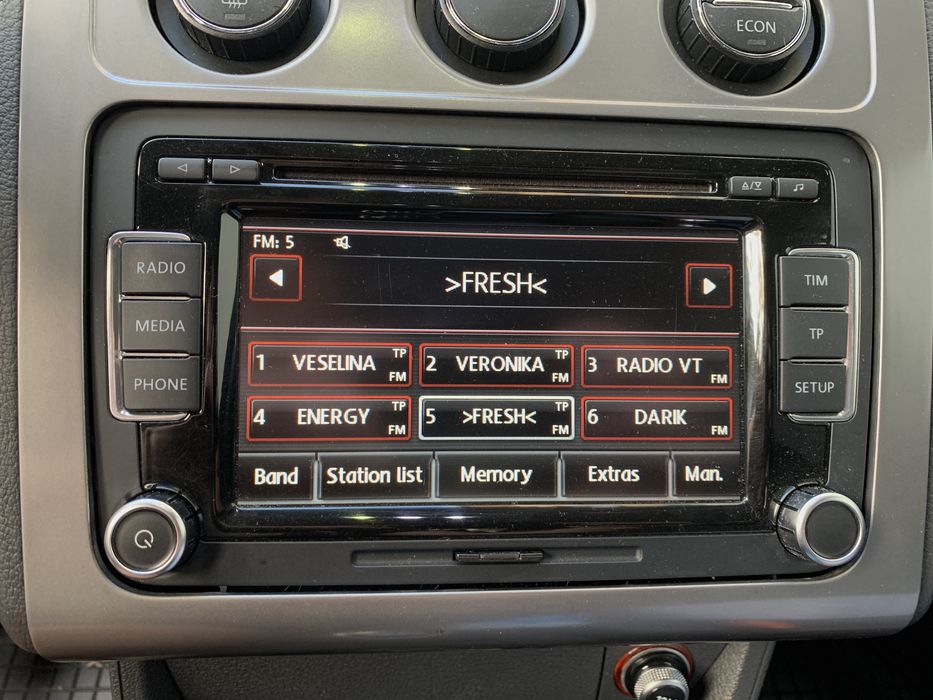 ECON
RADIO
MEDIA
PHONE
FM: 5
>FRESH<
1 VESELINA TP FM
2 VERONIKA TP FM
3 RADIO VT FM
4 ENERGY TP FM
5 >FRESH< TP FM
6 DARIK FM
Band Station list Memory Extras Man.
TIM
TP
SETUP